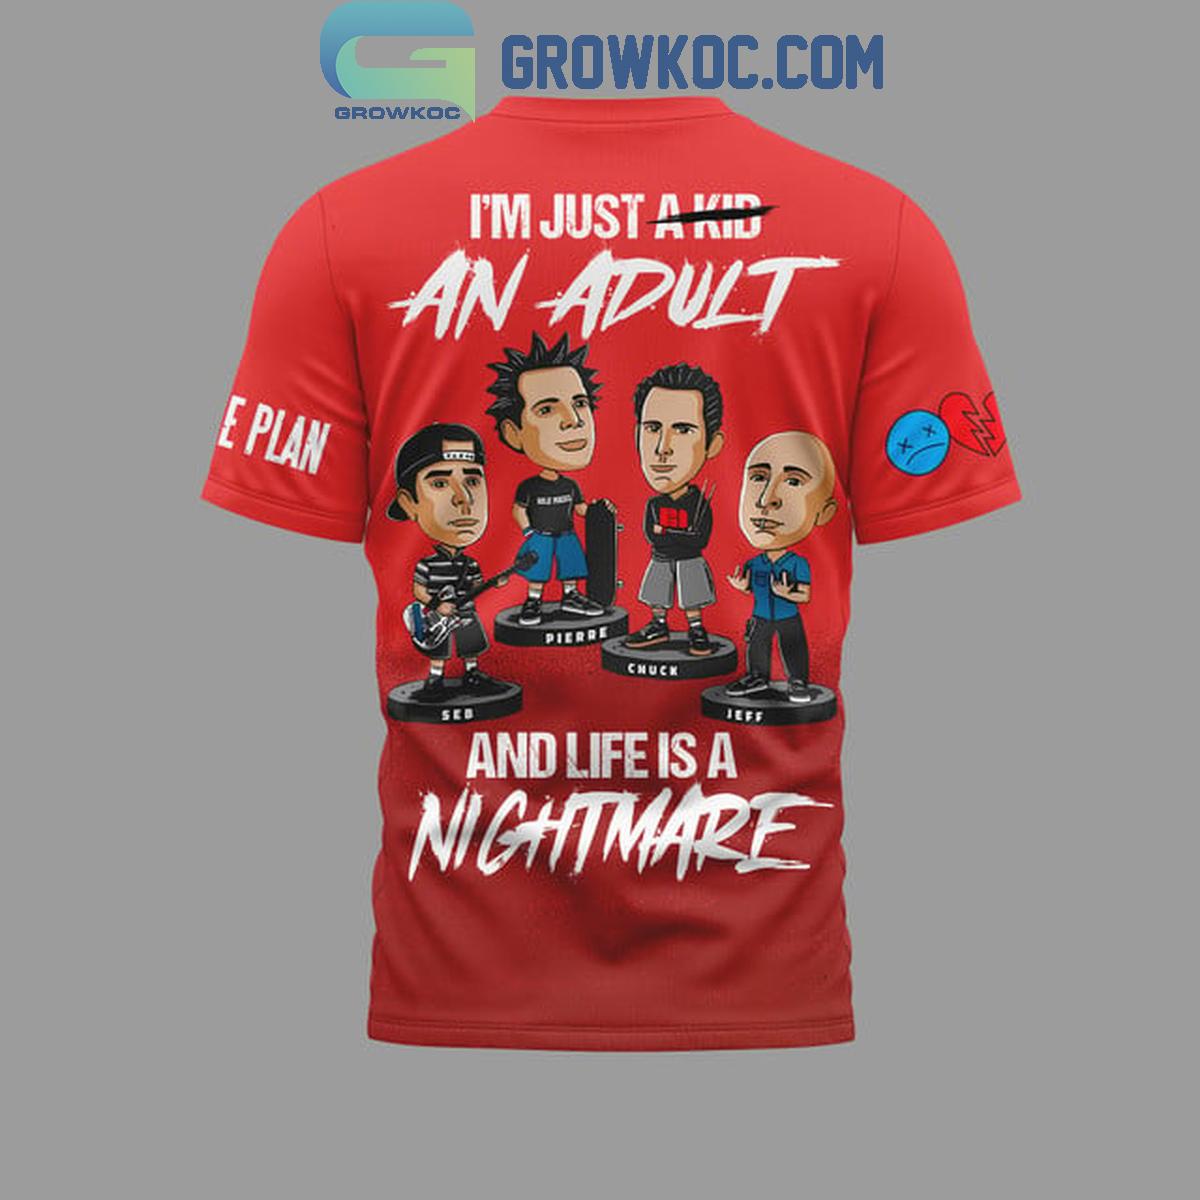 GROWKOC
GROWKOC.COM
I'M JUST A KID
AN ADULT
E PLAN
PIERRE
CHUCK
SEB
JEFF
AND LIFE IS A
NIGHTMARE